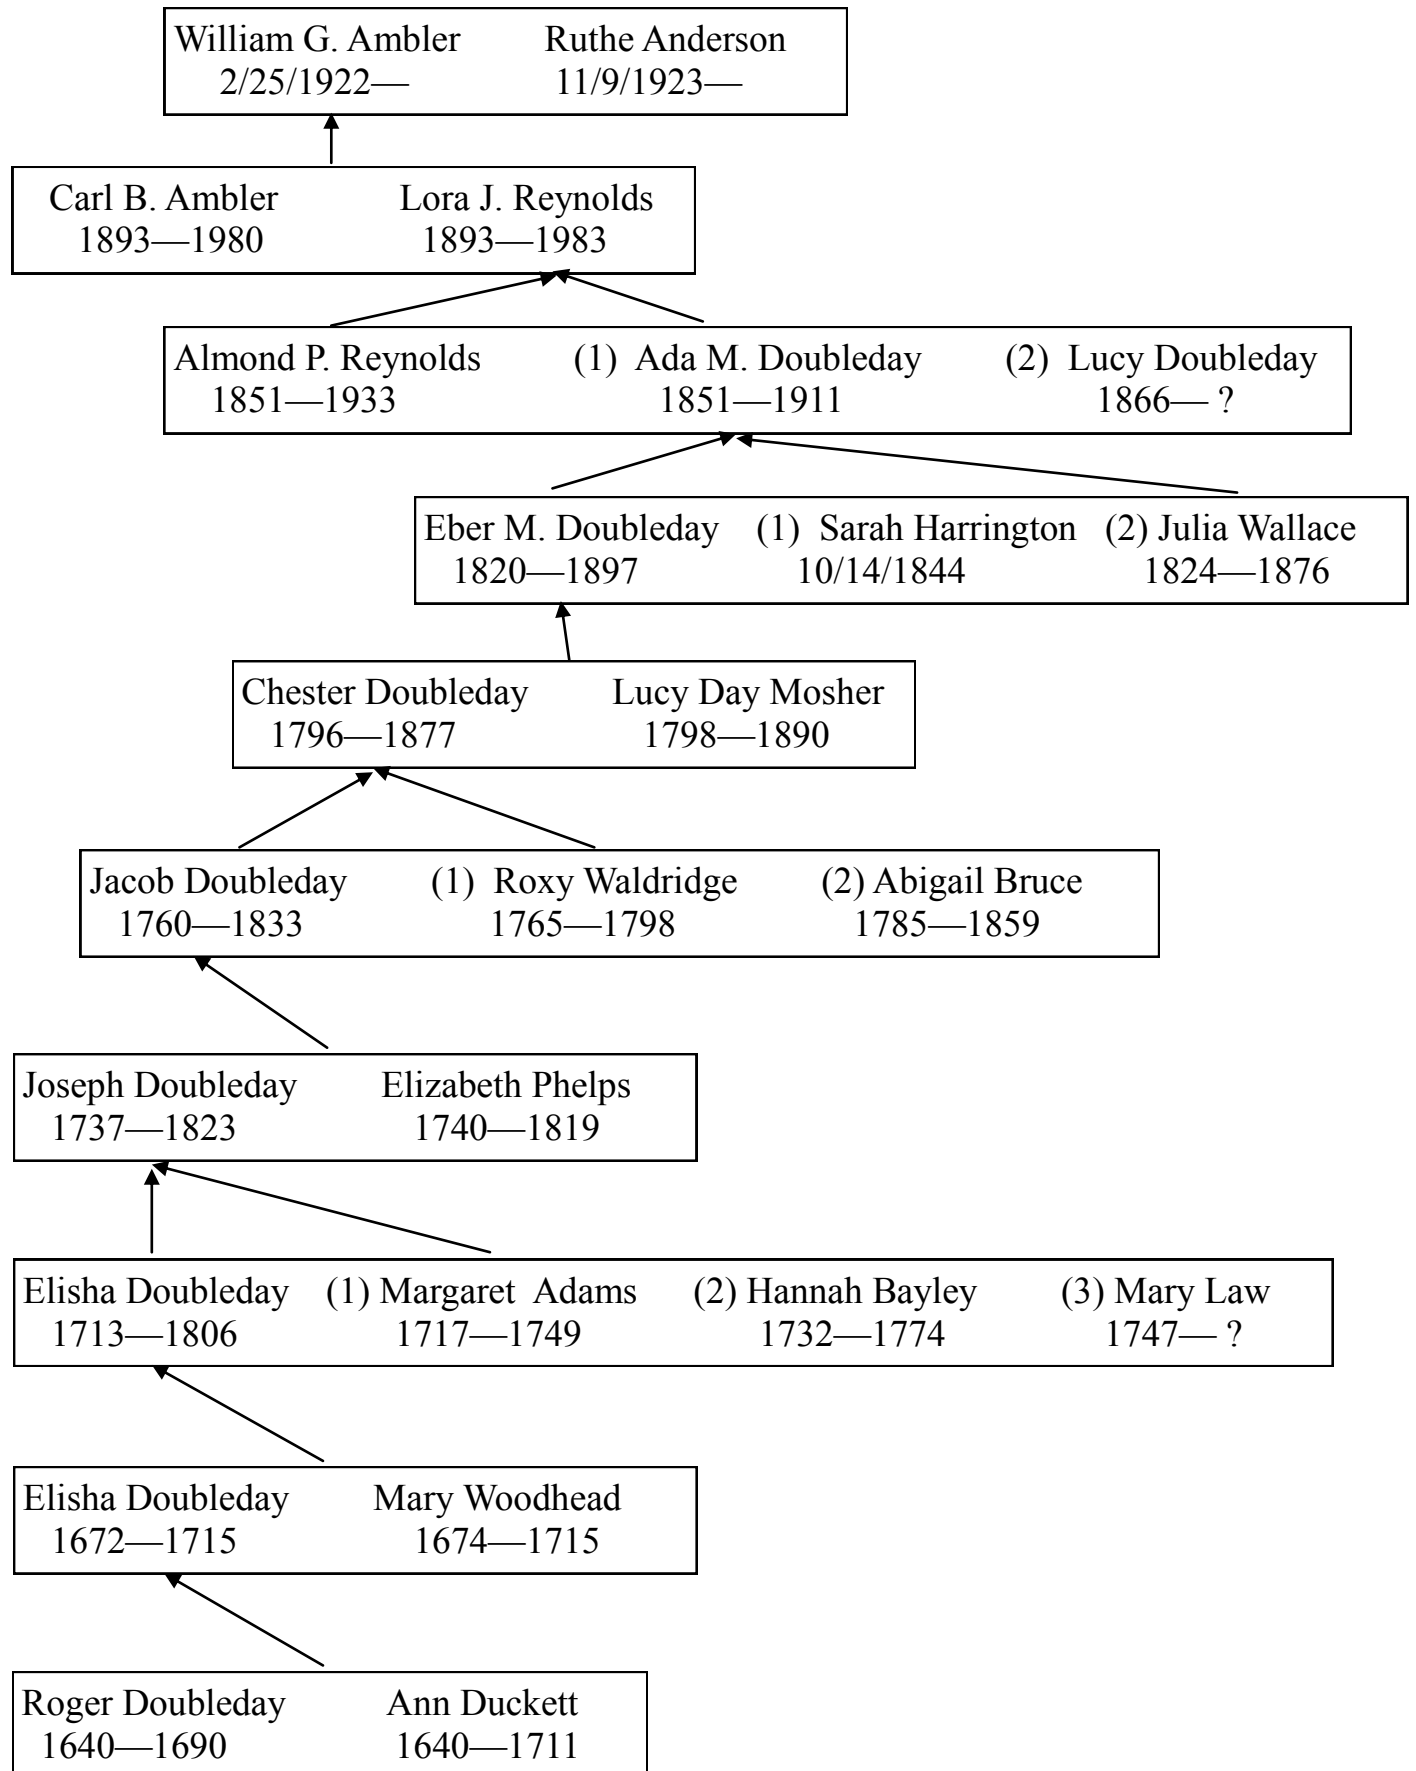 William G. Ambler Ruthe Anderson
2/25/1922— 11/9/1923—
Carl B. Ambler Lora J. Reynolds
1893—1980 1893—1983
Almond P. Reynolds (1) Ada M. Doubleday (2) Lucy Doubleday
1851—1933 1851—1911 1866— ?
Eber M. Doubleday (1) Sarah Harrington (2) Julia Wallace
1820—1897 10/14/1844 1824—1876
Chester Doubleday Lucy Day Mosher
1796—1877 1798—1890
Jacob Doubleday (1) Roxy Waldridge (2) Abigail Bruce
1760—1833 1765—1798 1785—1859
Joseph Doubleday Elizabeth Phelps
1737—1823 1740—1819
Elisha Doubleday (1) Margaret Adams (2) Hannah Bayley (3) Mary Law
1713—1806 1717—1749 1732—1774 1747— ?
Elisha Doubleday Mary Woodhead
1672—1715 1674—1715
Roger Doubleday Ann Duckett
1640—1690 1640—1711